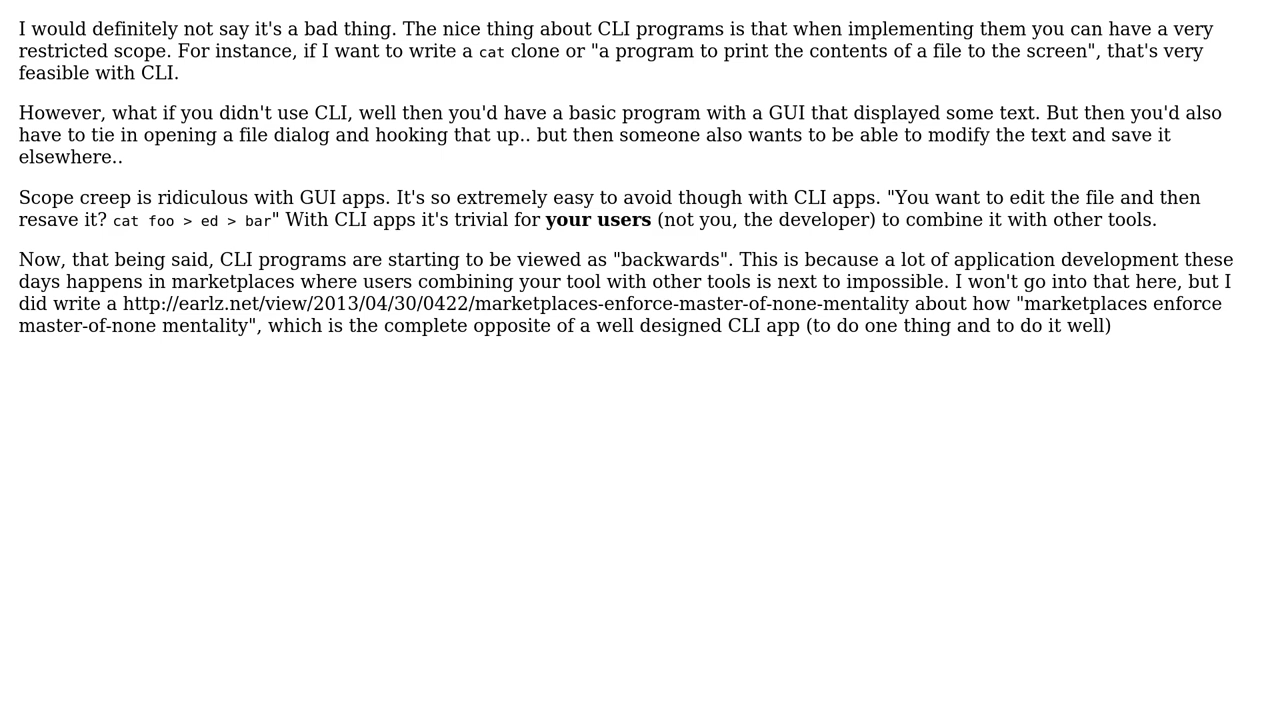 I would definitely not say it's a bad thing. The nice thing about CLI programs is that when implementing them you can have a very
restricted scope. For instance, if I want to write a cat clone or "a program to print the contents of a file to the screen", that's very
feasible with CLI.
However, what if you didn't use CLI, well then you'd have a basic program with a GUI that displayed some text. But then you'd also
have to tie in opening a file dialog and hooking that up.. but then someone also wants to be able to modify the text and save it
elsewhere..
Scope creep is ridiculous with GUI apps. It's so extremely easy to avoid though with CLI apps. "You want to edit the file and then
resave it? cat foo > ed > bar" With CLI apps it's trivial for your users (not you, the developer) to combine it with other tools.
Now, that being said, CLI programs are starting to be viewed as "backwards". This is because a lot of application development these
days happens in marketplaces where users combining your tool with other tools is next to impossible. I won't go into that here, but I
did write a http://earlz.net/view/2013/04/30/0422/marketplaces-enforce-master-of-none-mentality about how "marketplaces enforce
master-of-none mentality", which is the complete opposite of a well designed CLI app (to do one thing and to do it well)